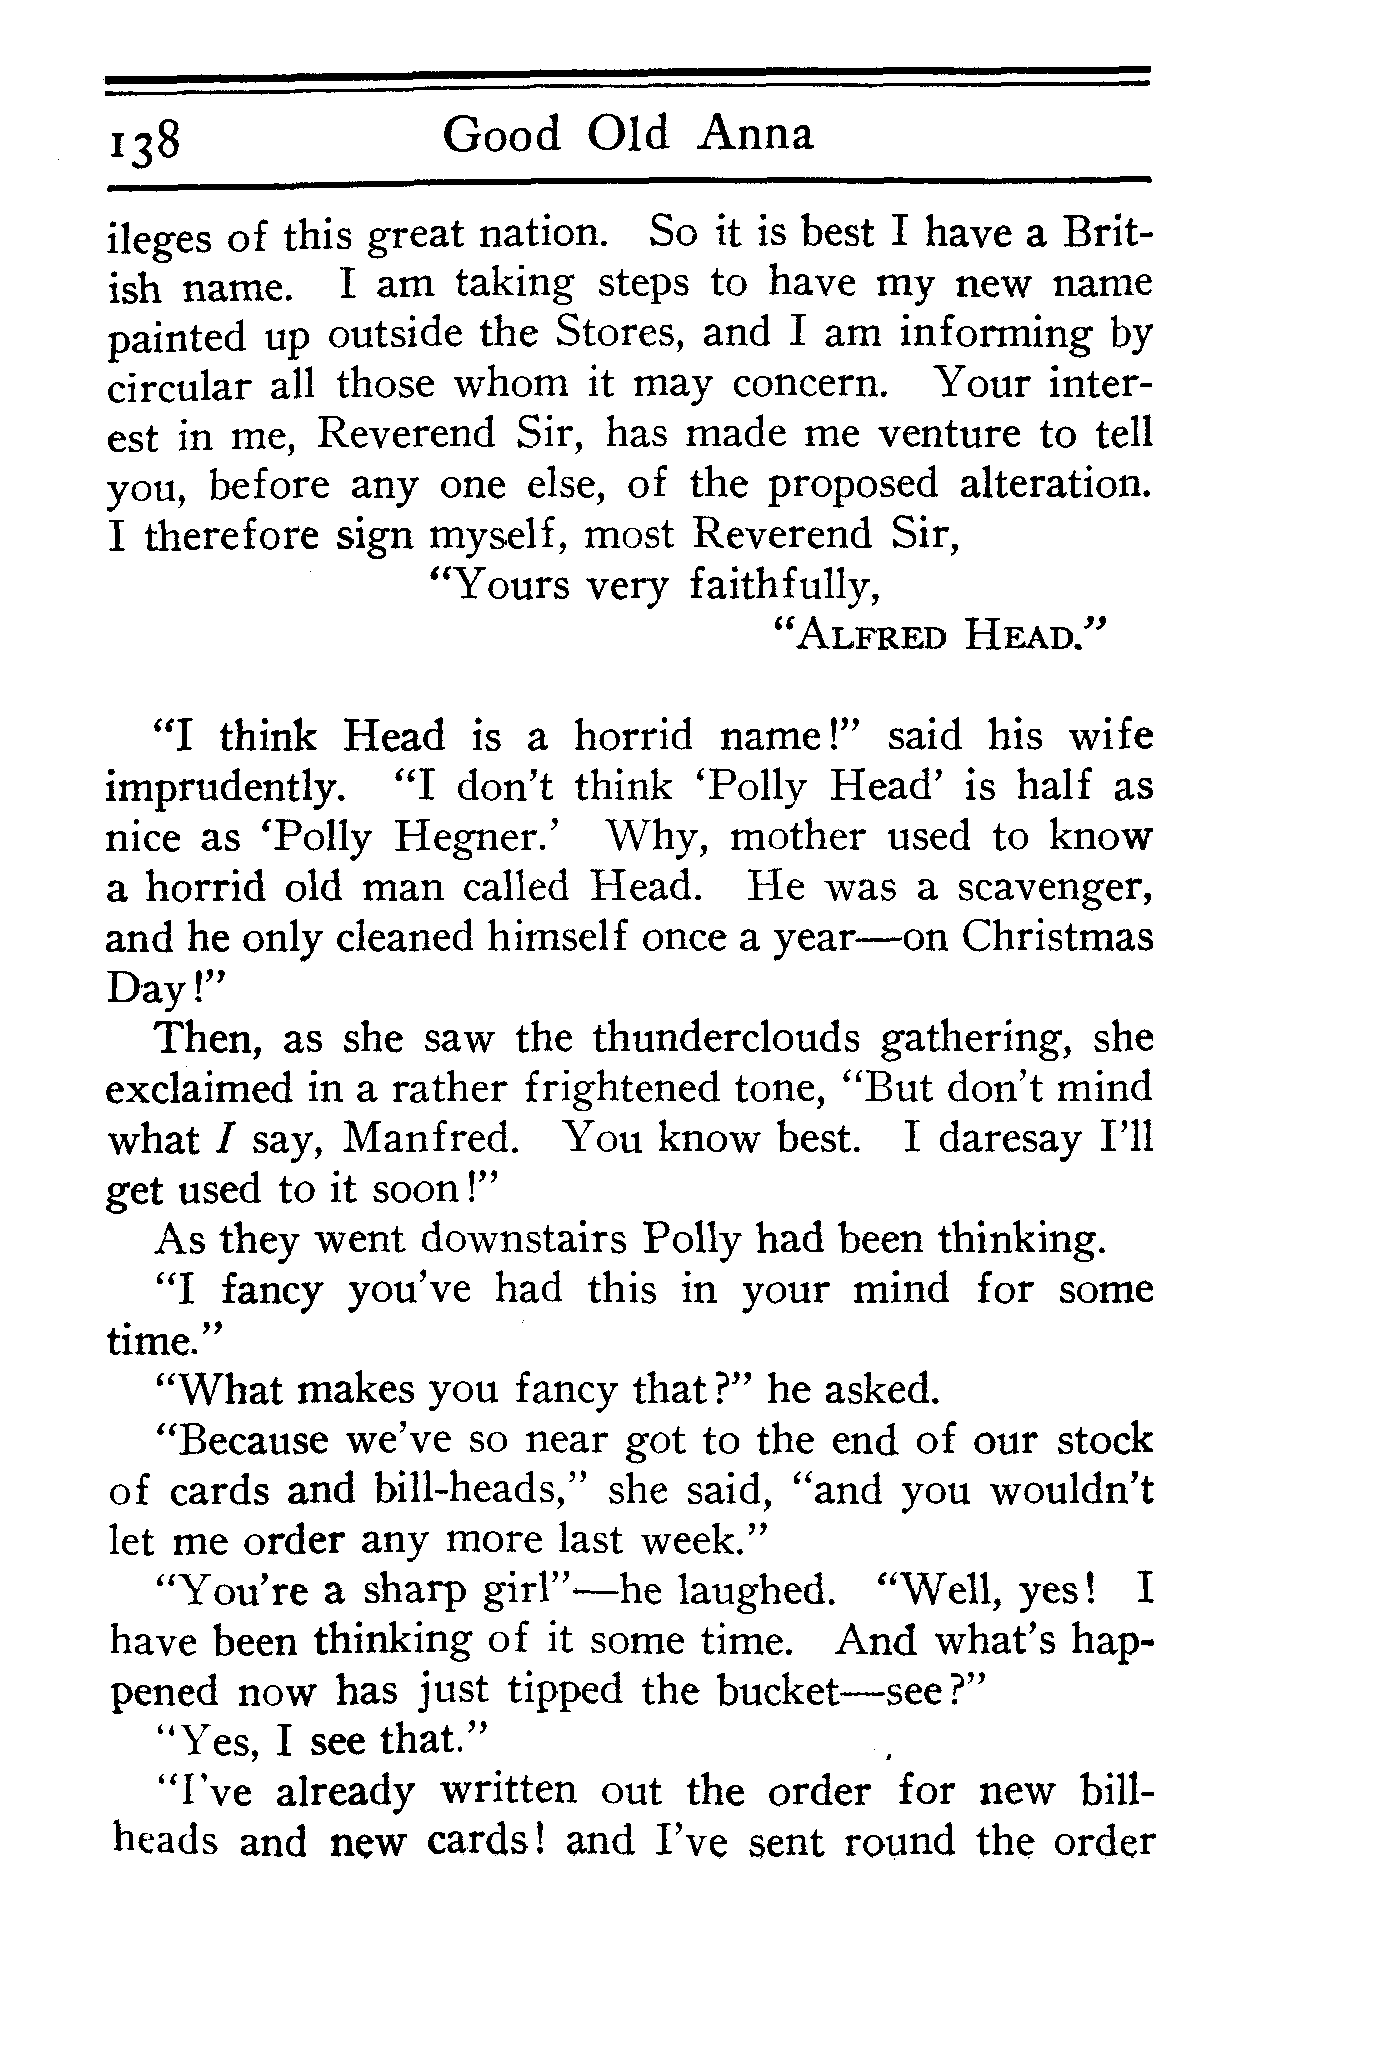 138 Good Old Anna
ileges of this great nation. So it is best I have a Brit-
ish name. I am taking steps to have my new name
painted up outside the Stores, and I am informing by
circular all those whom it may concern. Your inter-
est in me, Reverend Sir, has made me venture to tell
you, before any one else, of the proposed alteration.
I therefore sign myself, most Reverend Sir,
“Yours very faithfully,
“ALFRED HEAD.”
“I think Head is a horrid name!” said his wife
imprudently. “I don’t think ‘Polly Head’ is half as
nice as ‘Polly Hegner.’ Why, mother used to know
a horrid old man called Head. He was a scavenger,
and he only cleaned himself once a year—on Christmas
Day!”
Then, as she saw the thunderclouds gathering, she
exclaimed in a rather frightened tone, “But don’t mind
what I say, Manfred. You know best. I daresay I’ll
get used to it soon!”
As they went downstairs Polly had been thinking.
“I fancy you’ve had this in your mind for some
time.”
“What makes you fancy that?” he asked.
“Because we’ve so near got to the end of our stock
of cards and bill-heads,” she said, “and you wouldn’t
let me order any more last week.”
“You’re a sharp girl”—he laughed. “Well, yes! I
have been thinking of it some time. And what’s hap-
pened now has just tipped the bucket—see?”
“Yes, I see that.”
“I’ve already written out the order for new bill-
heads and new cards! and I’ve sent round the order